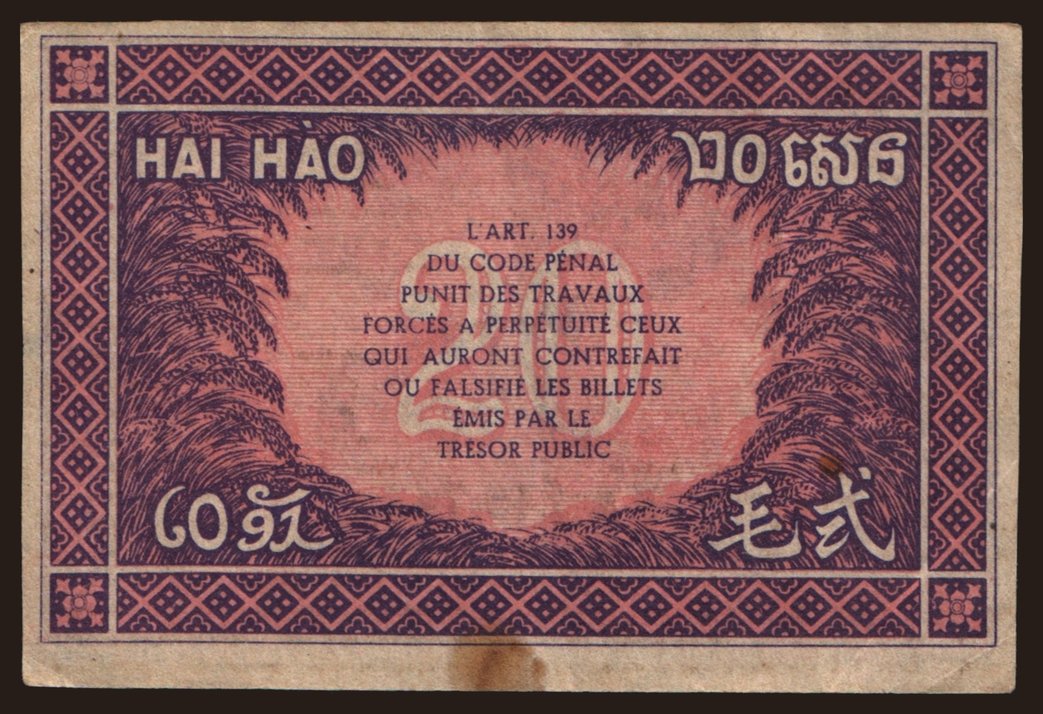 HAI HÀO
២០ សេន
L'ART. 139
DU CODE PÉNAL
PUNIT DES TRAVAUX
FORCÉS A PERPÉTUITÉ CEUX
QUI AURONT CONTREFAIT
OU FALSIFIÉ LES BILLETS
ÉMIS PAR LE
TRÉSOR PUBLIC
20
毛弍